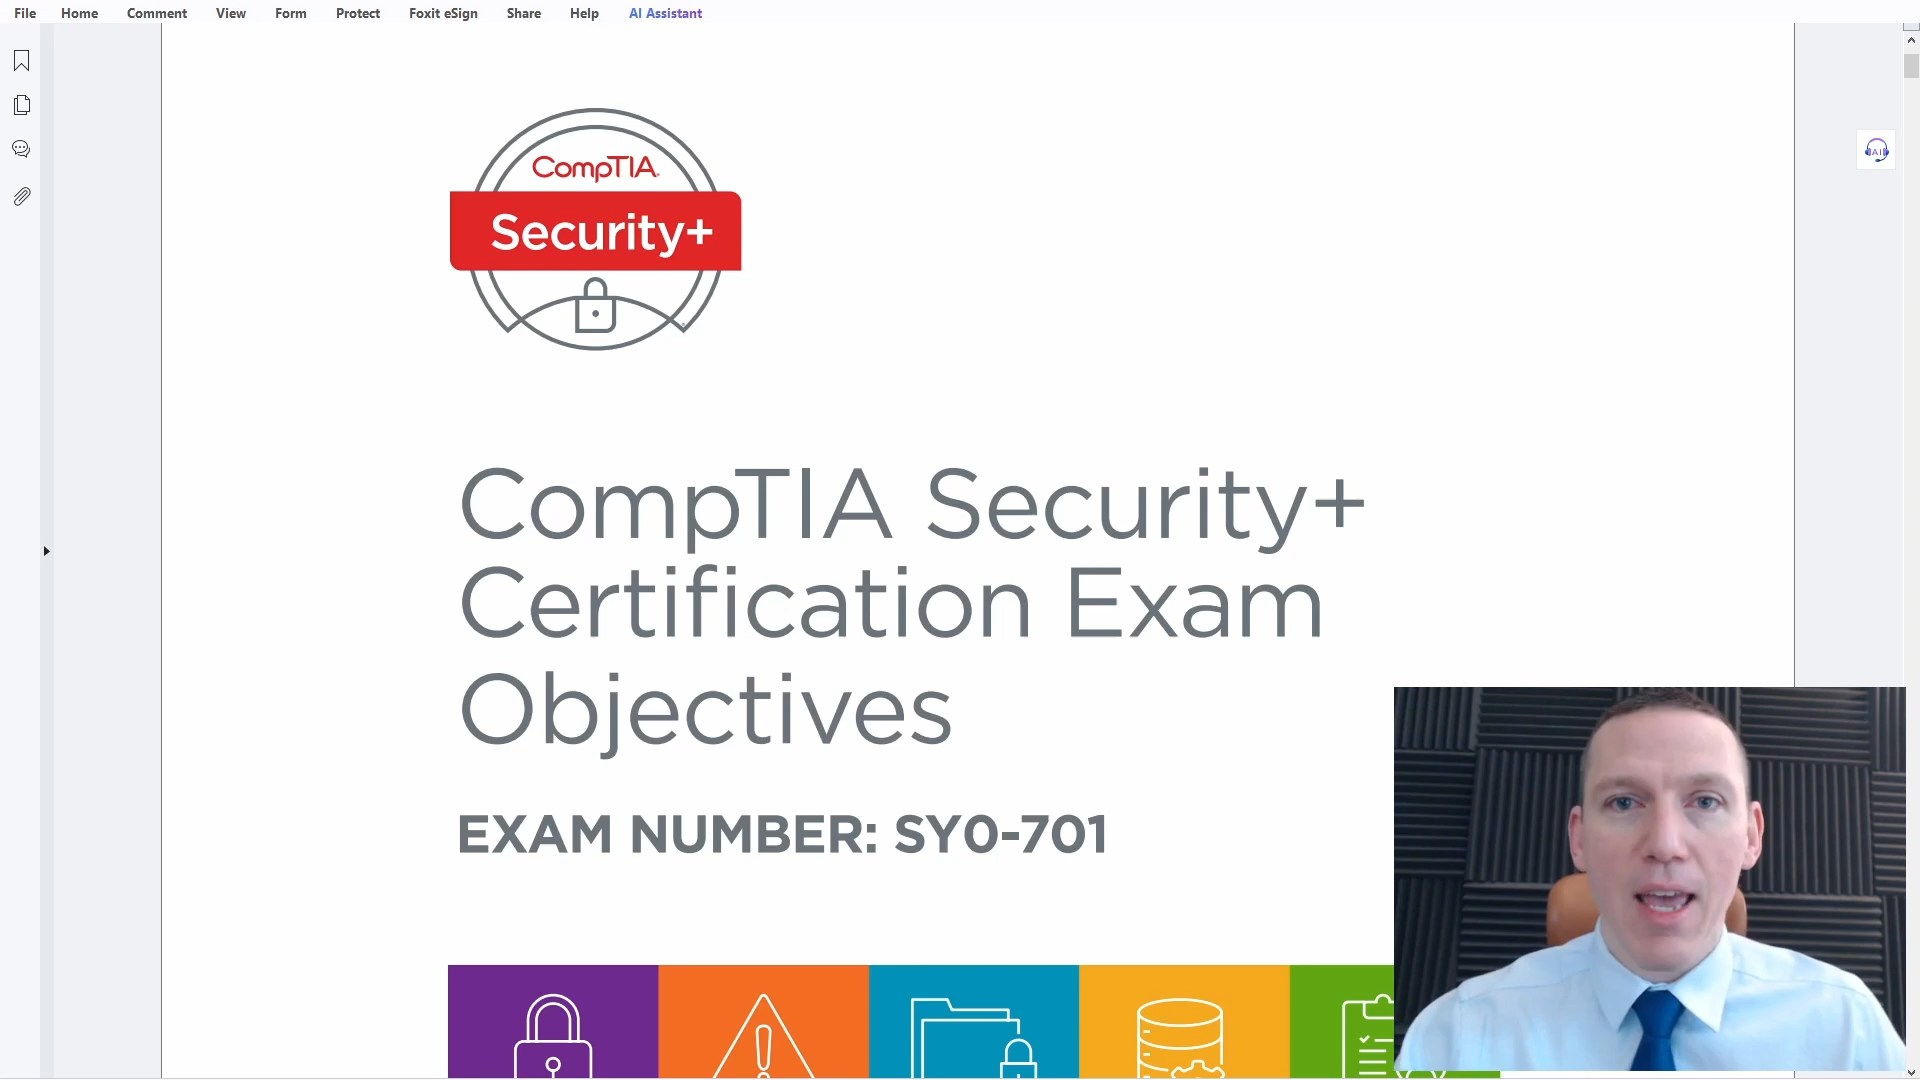 File Home Comment View Form Protect Foxit eSign Share Help AI Assistant
CompTIA
Security+
AI
CompTIA Security+
Certification Exam
Objectives
EXAM NUMBER: SY0-701